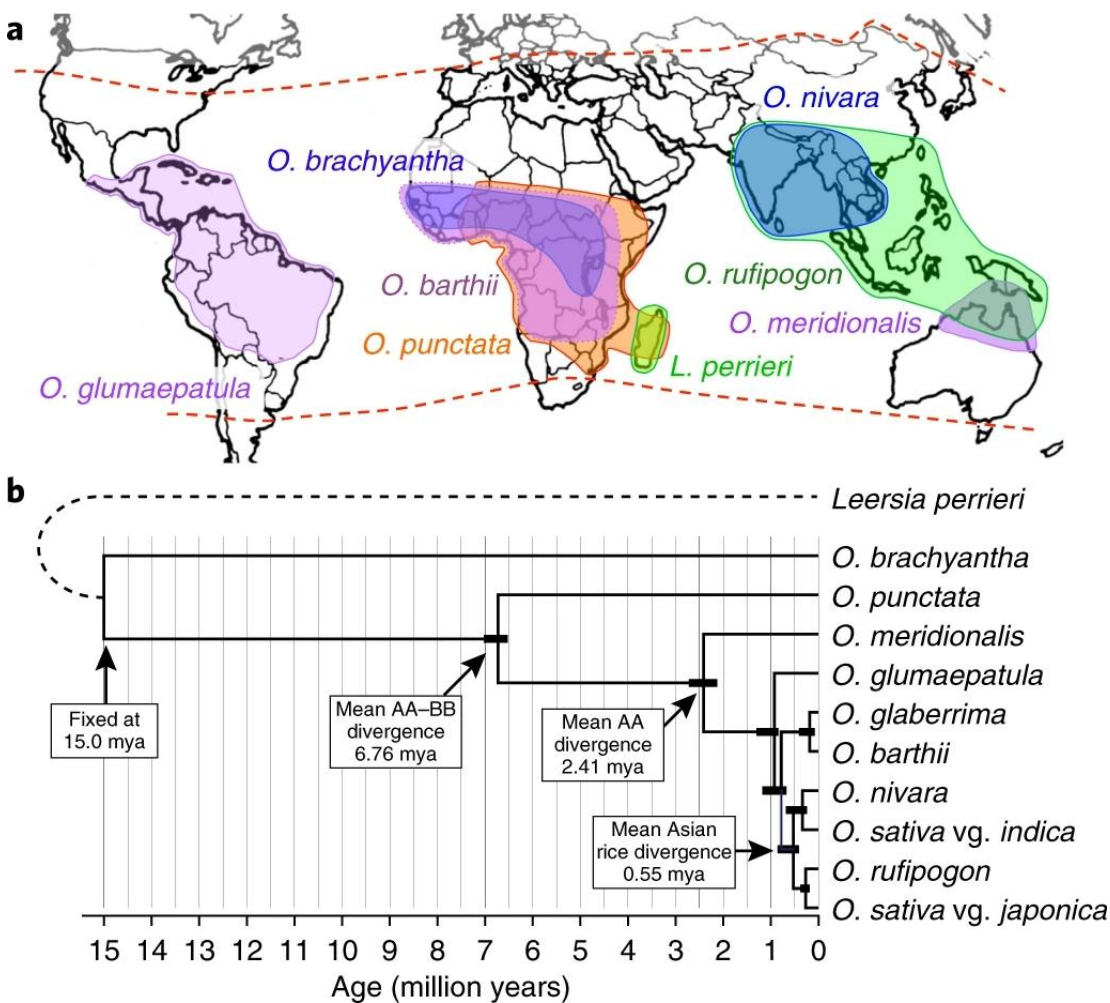 a
O. nivara
O. brachyantha
O. rufipogon
O. barthii
O. meridionalis
O. punctata
L. perrieri
O. glumaepatula
b
Leersia perrieri
O. brachyantha
O. punctata
O. meridionalis
O. glumaepatula
O. glaberrima
O. barthii
O. nivara
O. sativa vg. indica
O. rufipogon
O. sativa vg. japonica
Fixed at
15.0 mya
Mean AA–BB
divergence
6.76 mya
Mean AA
divergence
2.41 mya
Mean Asian
rice divergence
0.55 mya
15 14 13 12 11 10 9 8 7 6 5 4 3 2 1 0
Age (million years)